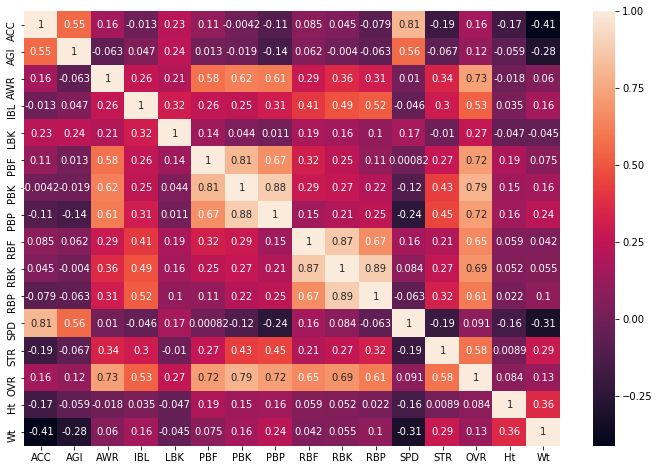 ACC 1 0.55 0.16 -0.013 0.23 0.11 -0.0042 -0.11 0.085 0.045 -0.079 0.81 -0.19 0.16 -0.17 -0.41
AGI 0.55 1 -0.063 0.047 0.24 0.013 -0.019 -0.14 0.062 -0.004 -0.063 0.56 -0.067 0.12 -0.059 -0.28
AWR 0.16 -0.063 1 0.26 0.21 0.58 0.62 0.61 0.29 0.36 0.31 0.01 0.34 0.73 -0.018 0.06
IBL -0.013 0.047 0.26 1 0.32 0.26 0.25 0.31 0.41 0.49 0.52 -0.046 0.3 0.53 0.035 0.16
LBK 0.23 0.24 0.21 0.32 1 0.14 0.044 0.011 0.19 0.16 0.1 0.17 -0.01 0.27 -0.047 -0.045
PBF 0.11 0.013 0.58 0.26 0.14 1 0.81 0.67 0.32 0.25 0.11 0.00082 0.27 0.72 0.19 0.075
PBK -0.0042 -0.019 0.62 0.25 0.044 0.81 1 0.88 0.29 0.27 0.22 -0.12 0.43 0.79 0.15 0.16
PBP -0.11 -0.14 0.61 0.31 0.011 0.67 0.88 1 0.15 0.21 0.25 -0.24 0.45 0.72 0.16 0.24
RBF 0.085 0.062 0.29 0.41 0.19 0.32 0.29 0.15 1 0.87 0.67 0.16 0.21 0.65 0.059 0.042
RBK 0.045 -0.004 0.36 0.49 0.16 0.25 0.27 0.21 0.87 1 0.89 0.084 0.27 0.69 0.052 0.055
RBP -0.079 -0.063 0.31 0.52 0.1 0.11 0.22 0.25 0.67 0.89 1 -0.063 0.32 0.61 0.022 0.1
SPD 0.81 0.56 0.01 -0.046 0.17 0.00082 -0.12 -0.24 0.16 0.084 -0.063 1 -0.19 0.091 -0.16 -0.31
STR -0.19 -0.067 0.34 0.3 -0.01 0.27 0.43 0.45 0.21 0.27 0.32 -0.19 1 0.58 0.0089 0.29
OVR 0.16 0.12 0.73 0.53 0.27 0.72 0.79 0.72 0.65 0.69 0.61 0.091 0.58 1 0.084 0.13
Ht -0.17 -0.059 -0.018 0.035 -0.047 0.19 0.15 0.16 0.059 0.052 0.022 -0.16 0.0089 0.084 1 0.36
Wt -0.41 -0.28 0.06 0.16 -0.045 0.075 0.16 0.24 0.042 0.055 0.1 -0.31 0.29 0.13 0.36 1
ACC AGI AWR IBL LBK PBF PBK PBP RBF RBK RBP SPD STR OVR Ht Wt
1.00
0.75
0.50
0.25
0.00
−0.25